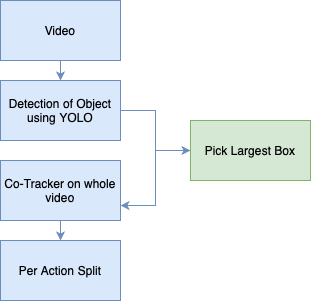 Video
Detection of Object
using YOLO
Pick Largest Box
Co-Tracker on whole
video
Per Action Split